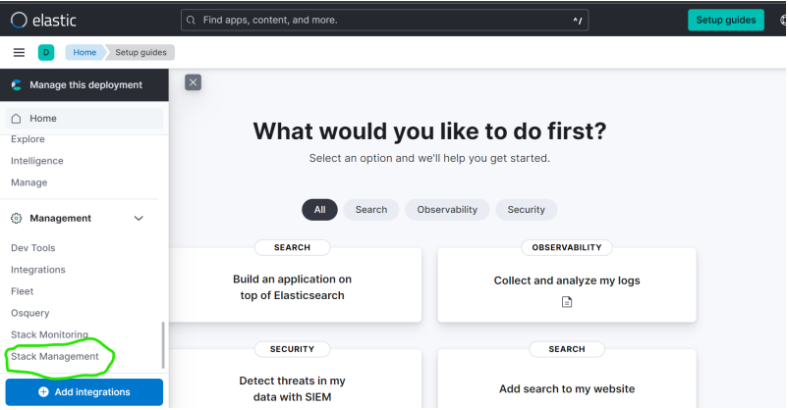 elastic
Find apps, content, and more.
^/
Setup guides
D
Home
Setup guides
Manage this deployment
Home
Explore
Intelligence
Manage
Management
Dev Tools
Integrations
Fleet
Osquery
Stack Monitoring
Stack Management
Add integrations
What would you like to do first?
Select an option and we'll help you get started.
All
Search
Observability
Security
SEARCH
Build an application on
top of Elasticsearch
OBSERVABILITY
Collect and analyze my logs
SECURITY
Detect threats in my
data with SIEM
SEARCH
Add search to my website